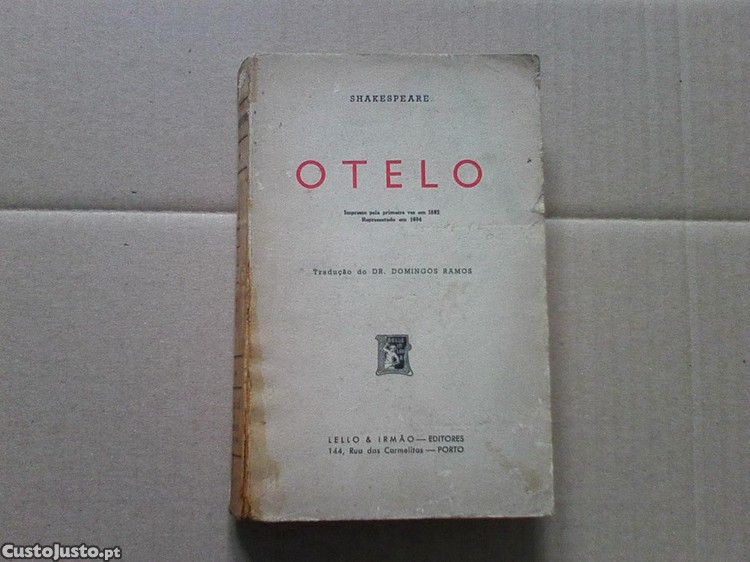 SHAKESPEARE
OTELO
Impresso pela primeira vez em 1622
Representado em 1604
Tradução do DR. DOMINGOS RAMOS
LELLO & IRMÃO — EDITORES
144, Rua das Carmelitas — PORTO
CustoJusto.pt